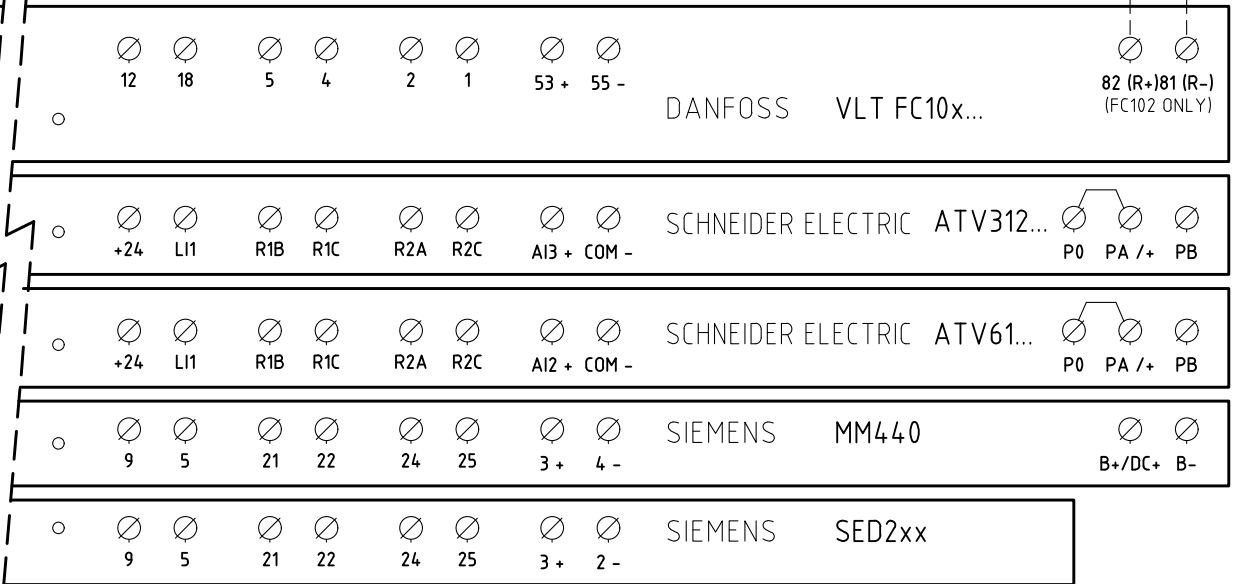 12 18 5 4 2 1 53 + 55 - 82 (R+) 81 (R-)
DANFOSS VLT FC10x... (FC102 ONLY)
SCHNEIDER ELECTRIC ATV312...
+24 LI1 R1B R1C R2A R2C AI3 + COM - P0 PA /+ PB
SCHNEIDER ELECTRIC ATV61...
+24 LI1 R1B R1C R2A R2C AI2 + COM - P0 PA /+ PB
SIEMENS MM440
9 5 21 22 24 25 3 + 4 - B+/DC+ B-
SIEMENS SED2xx
9 5 21 22 24 25 3 + 2 -